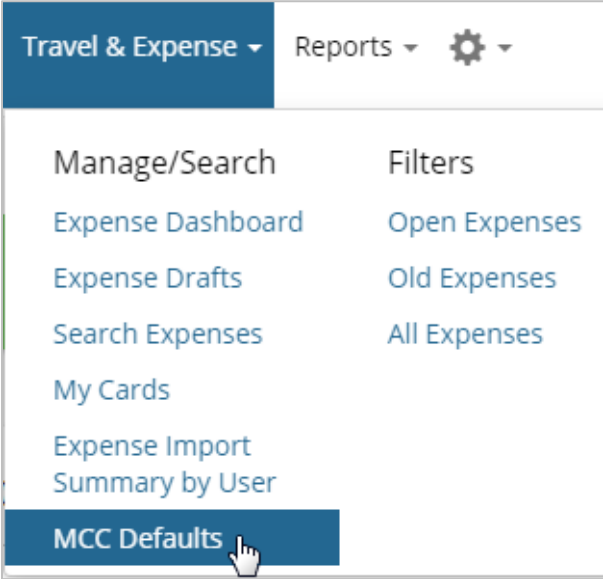 Travel & Expense Reports
Manage/Search
Expense Dashboard
Expense Drafts
Search Expenses
My Cards
Expense Import
Summary by User
MCC Defaults
Filters
Open Expenses
Old Expenses
All Expenses